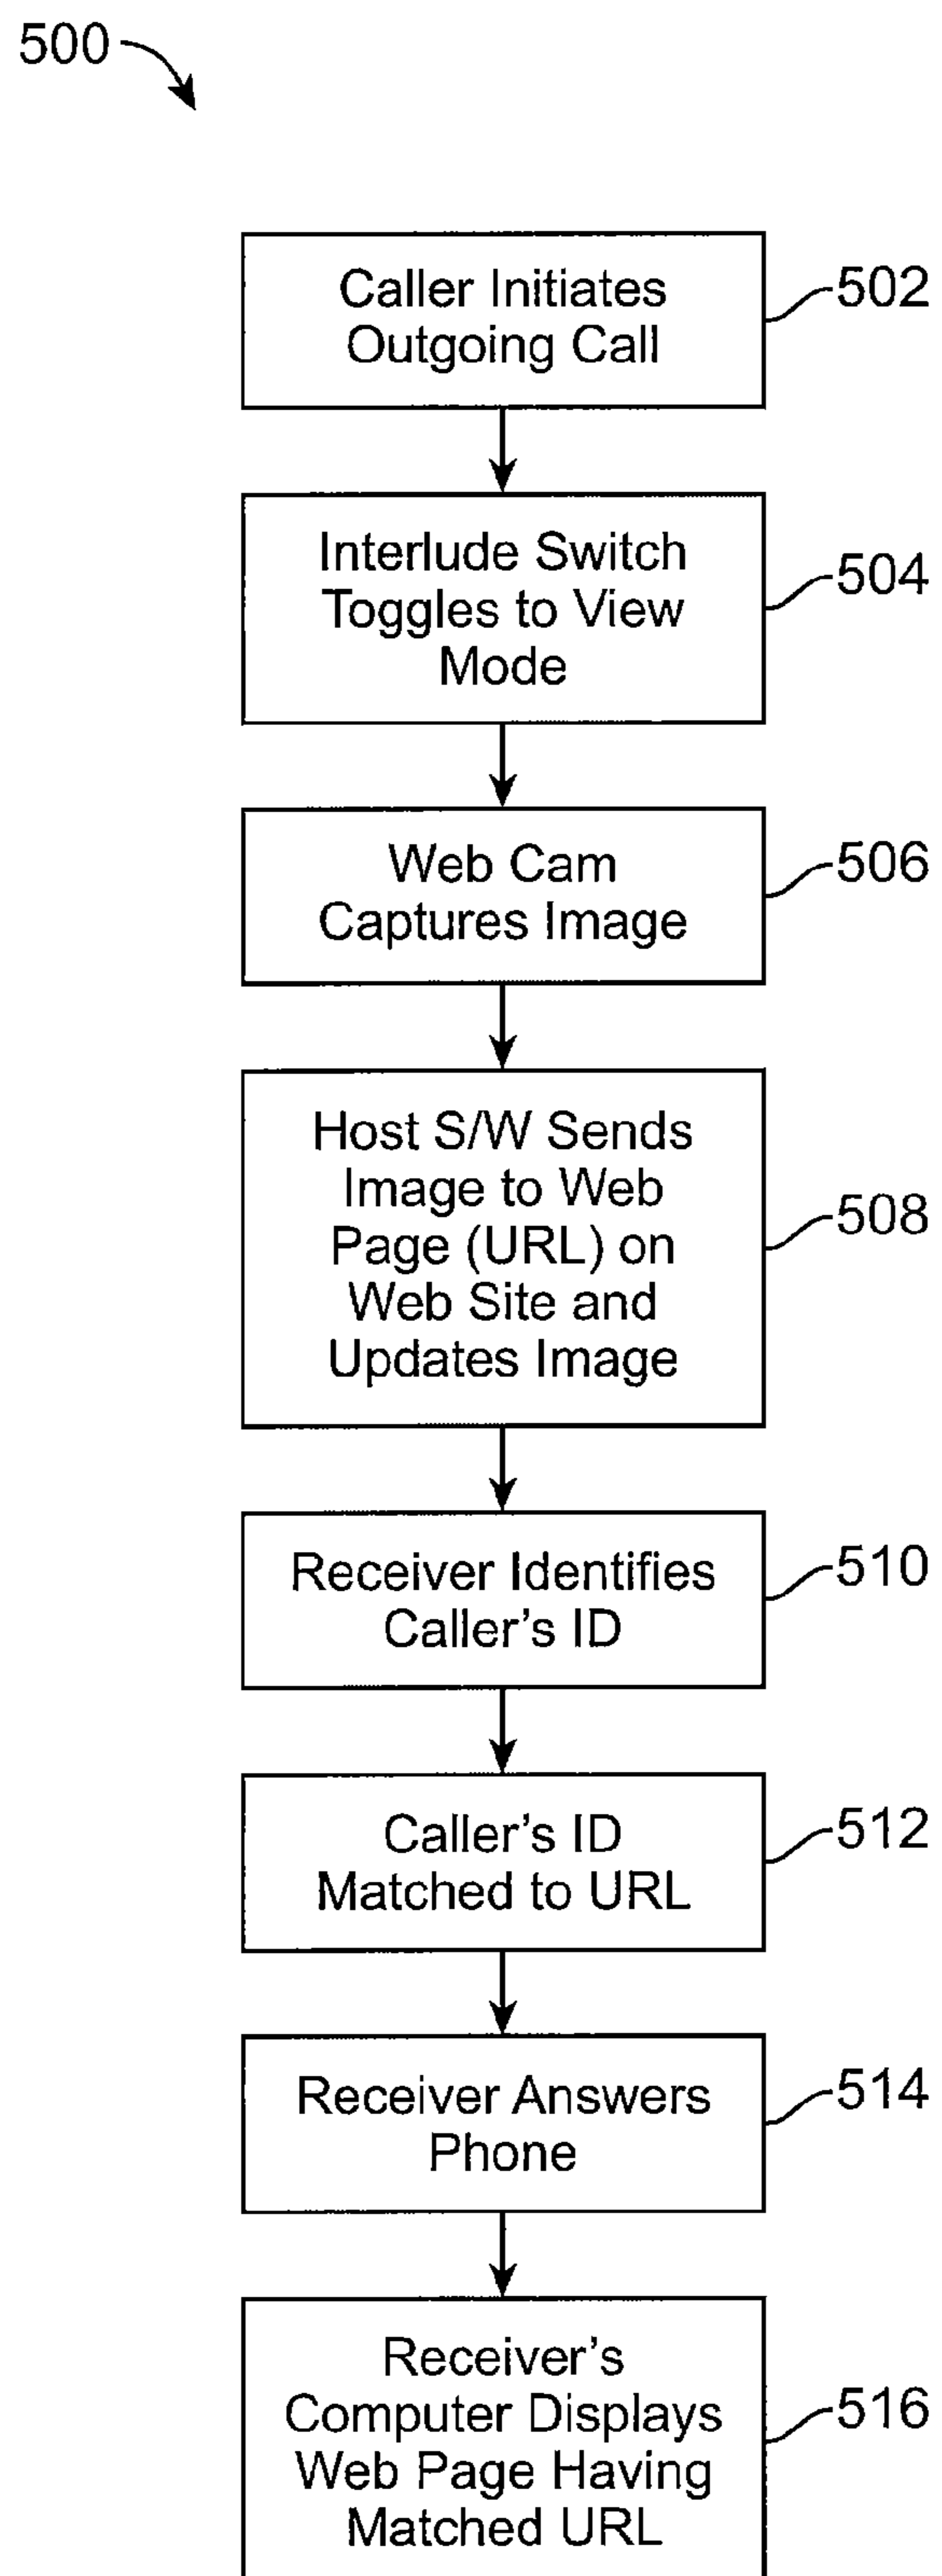 500
Caller Initiates
Outgoing Call
502
Interlude Switch
Toggles to View
Mode
504
Web Cam
Captures Image
506
Host S/W Sends
Image to Web
Page (URL) on
Web Site and
Updates Image
508
Receiver Identifies
Caller's ID
510
Caller's ID
Matched to URL
512
Receiver Answers
Phone
514
Receiver's
Computer Displays
Web Page Having
Matched URL
516